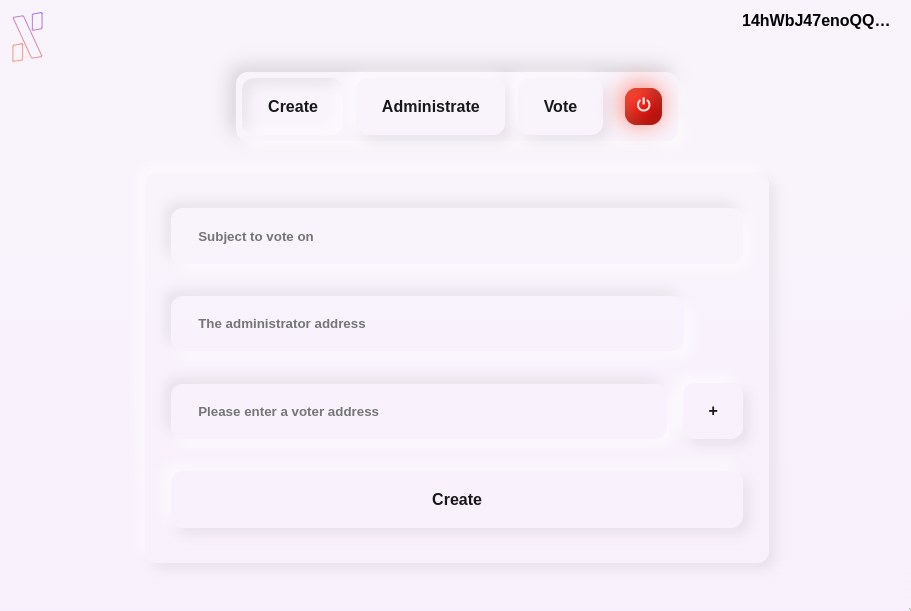 14hWbJ47enoQQ…
Create
Administrate
Vote
Subject to vote on
The administrator address
Please enter a voter address
+
Create